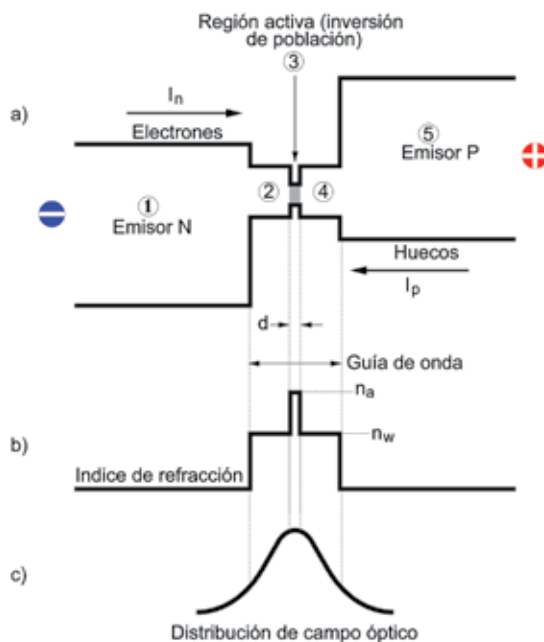 Región activa (inversión
de población)
③
a)
Iₙ
Electrones
⑤
Emisor P
+
② ④
①
Emisor N
−
Huecos
Iₚ
d
Guía de onda
nₐ
b)
n_w
Indice de refracción
c)
Distribución de campo óptico